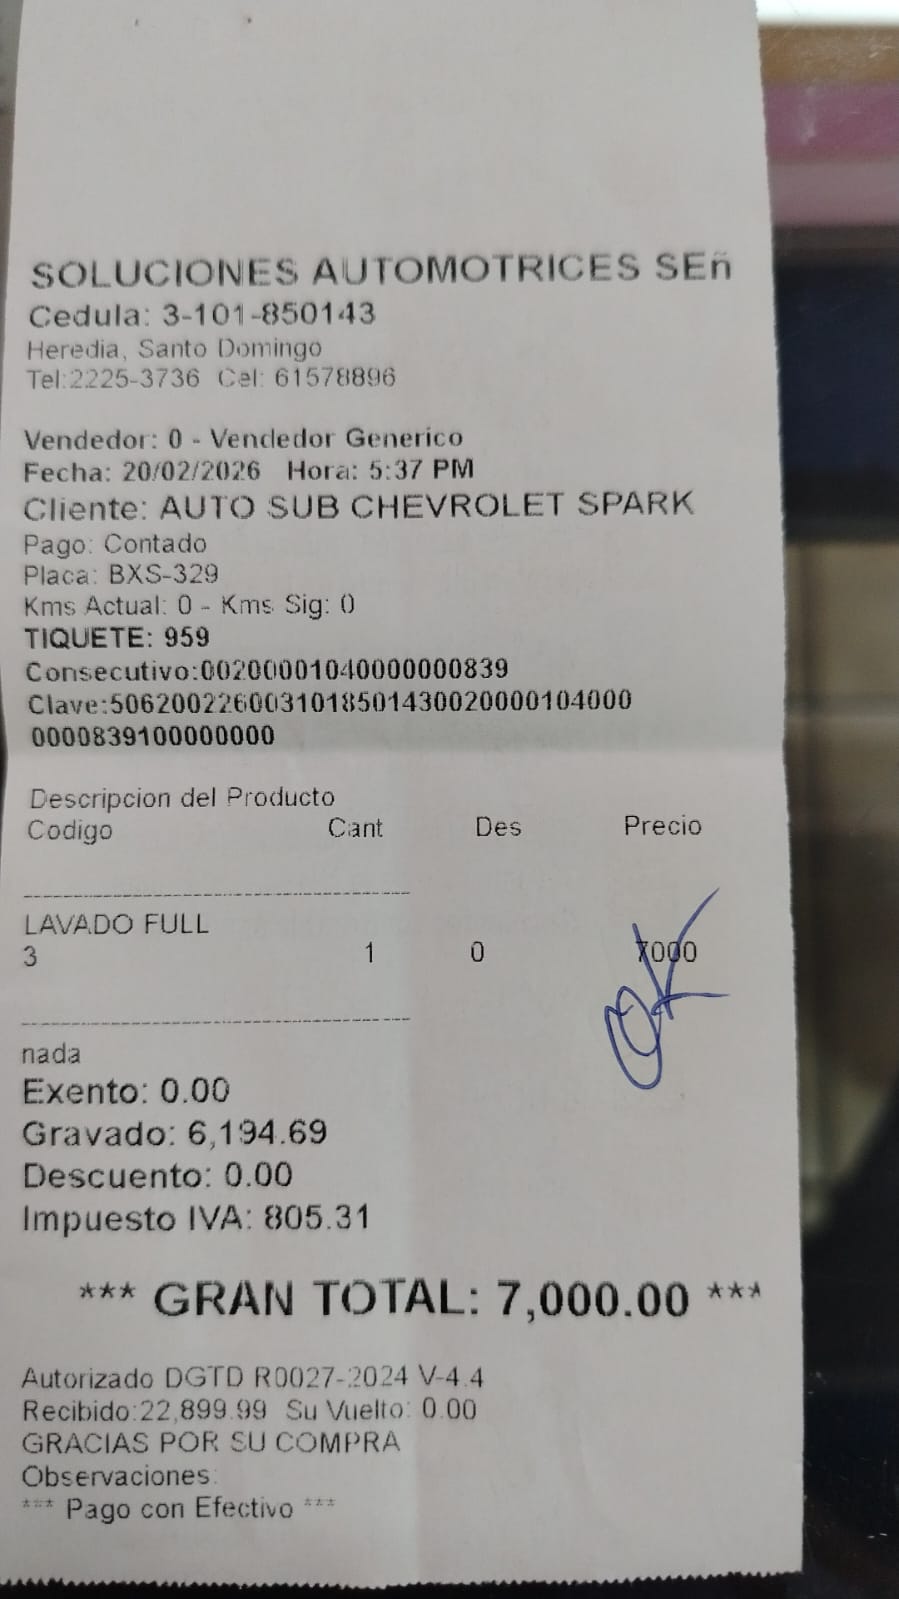 SOLUCIONES AUTOMOTRICES SEñ
Cedula: 3-101-850143
Heredia, Santo Domingo
Tel:2225-3736 Cel: 61578896
Vendedor: 0 - Vendedor Generico
Fecha: 20/02/2026 Hora: 5:37 PM
Cliente: AUTO SUB CHEVROLET SPARK
Pago: Contado
Placa: BXS-329
Kms Actual: 0 - Kms Sig: 0
TIQUETE: 959
Consecutivo:00200001040000000839
Clave:5062002260031018501430020000104000
0000839100000000
Descripcion del Producto
Codigo Cant Des Precio
LAVADO FULL
3 1 0 7000
OK
nada
Exento: 0.00
Gravado: 6,194.69
Descuento: 0.00
Impuesto IVA: 805.31
*** GRAN TOTAL: 7,000.00 ***
Autorizado DGTD R0027-2024 V-4.4
Recibido:22,899.99 Su Vuelto: 0.00
GRACIAS POR SU COMPRA
Observaciones:
*** Pago con Efectivo ***